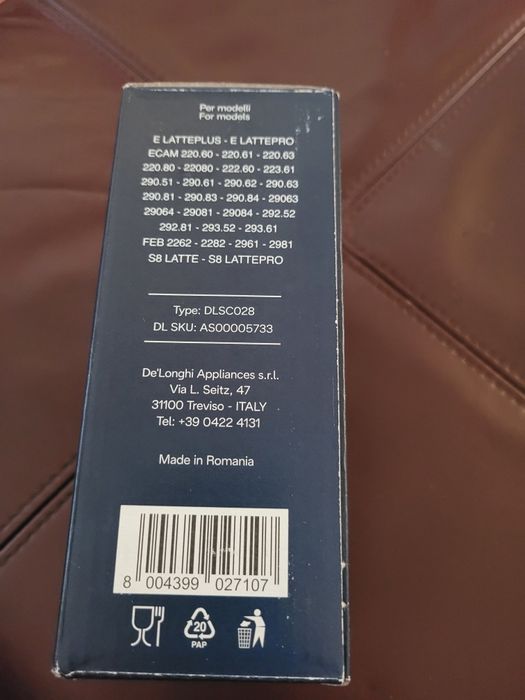 Per modelli
For models
E LATTEPLUS - E LATTEPRO
ECAM 220.60 - 220.61 - 220.63
220.80 - 22080 - 222.60 - 223.61
290.51 - 290.61 - 290.62 - 290.63
290.81 - 290.83 - 290.84 - 29063
29064 - 29081 - 29084 - 292.52
292.81 - 293.52 - 293.61
FEB 2262 - 2282 - 2961 - 2981
S8 LATTE - S8 LATTEPRO
Type: DLSC028
DL SKU: AS00005733
De'Longhi Appliances s.r.l.
Via L. Seitz, 47
31100 Treviso - ITALY
Tel: +39 0422 4131
Made in Romania
8 004399 027107
20
PAP